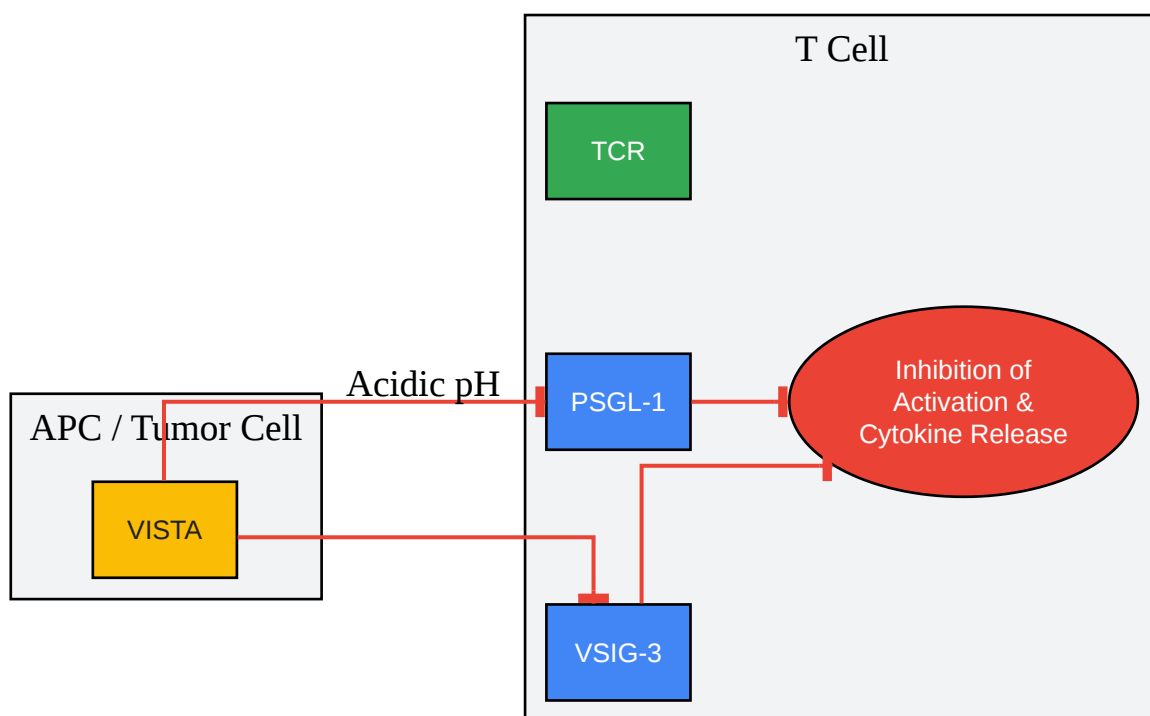 T Cell
TCR
Acidic pH
PSGL-1
Inhibition of
Activation &
Cytokine Release
APC / Tumor Cell
VISTA
VSIG-3